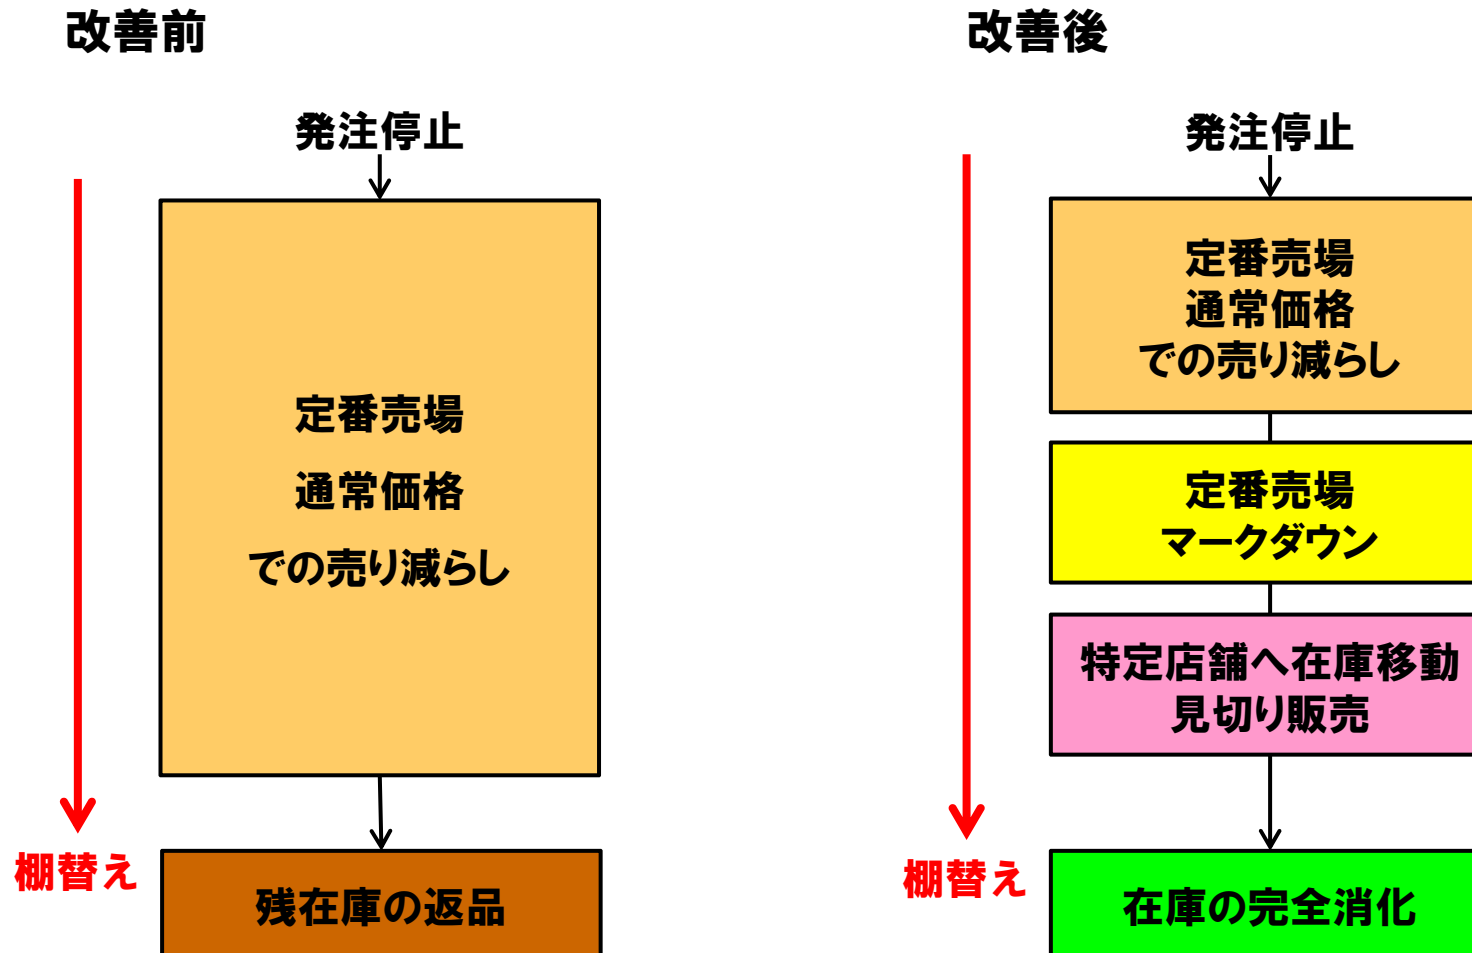 改善前
発注停止
定番売場
通常価格
での売り減らし
棚替え
残在庫の返品
改善後
発注停止
定番売場
通常価格
での売り減らし
定番売場
マークダウン
特定店舗へ在庫移動
見切り販売
棚替え
在庫の完全消化